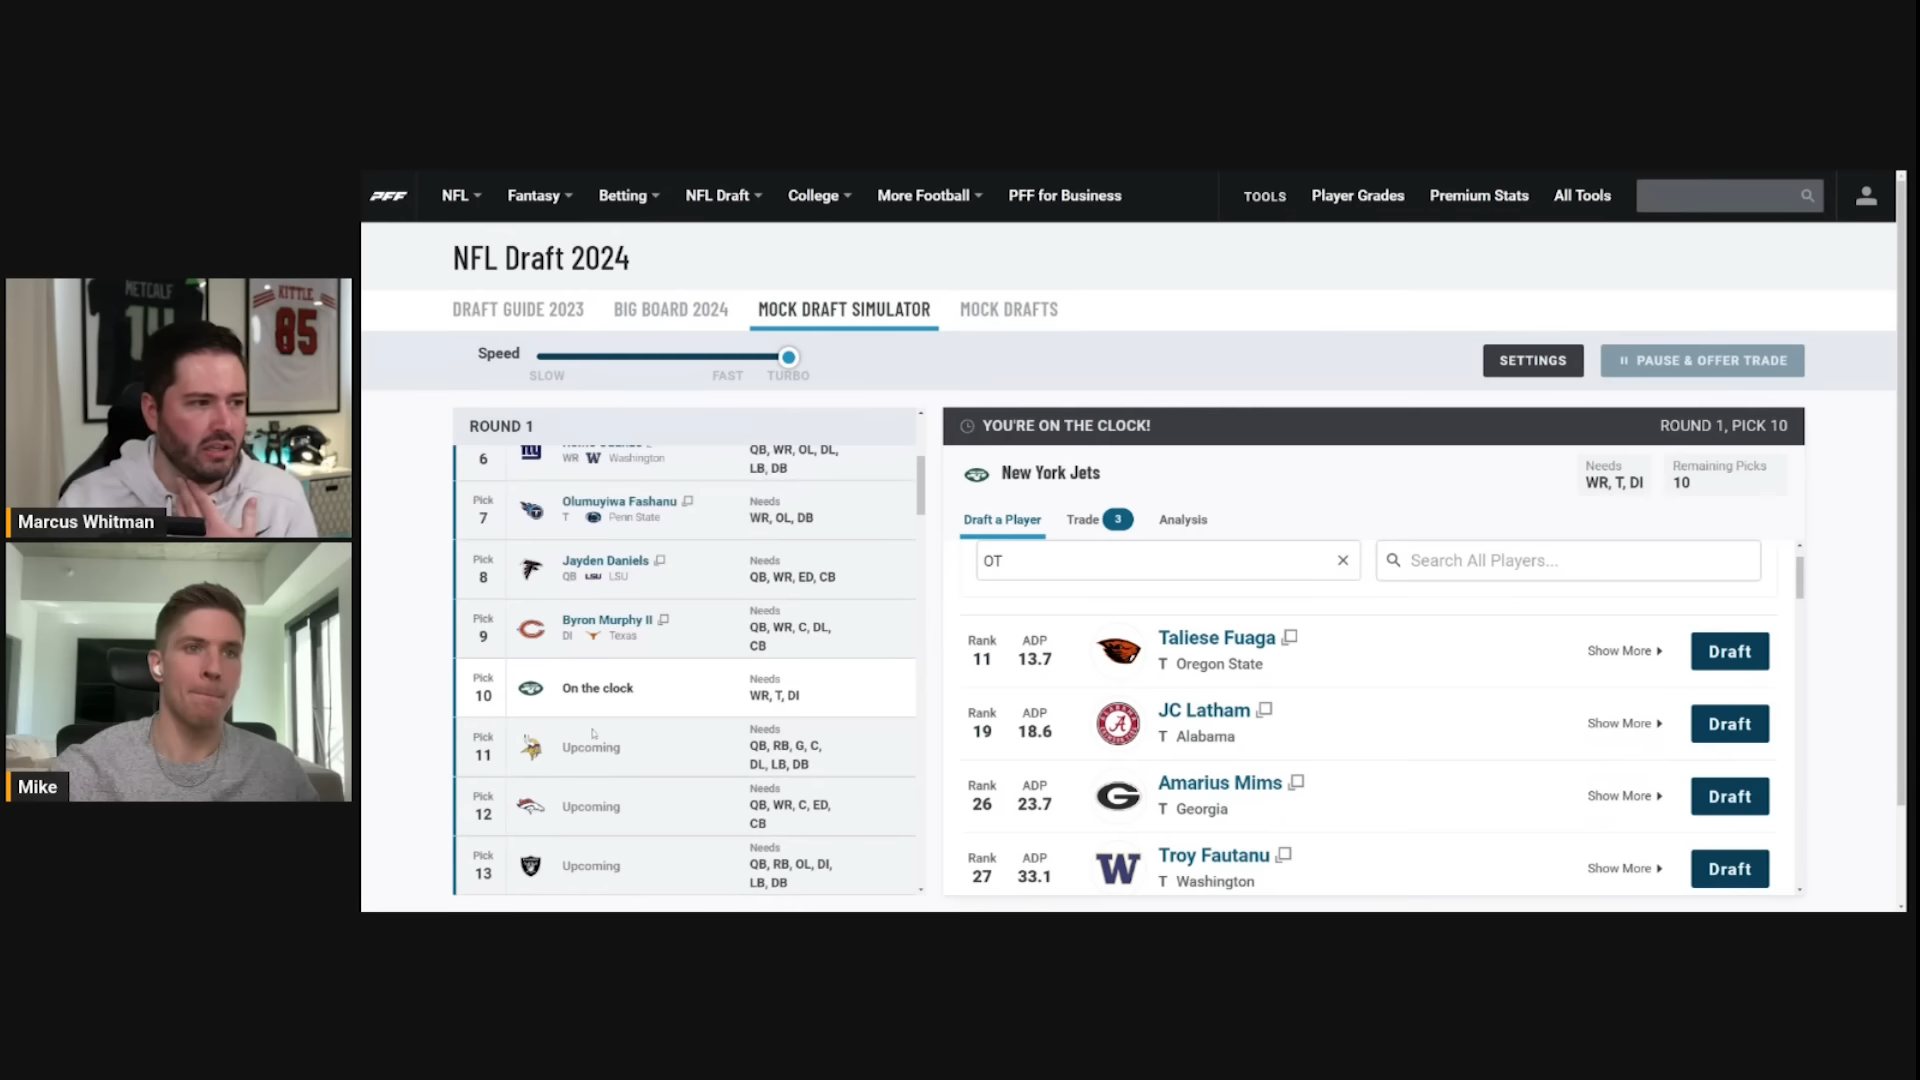 PFF
NFL
Fantasy
Betting
NFL Draft
College
More Football
PFF for Business
TOOLS
Player Grades
Premium Stats
All Tools
NFL Draft 2024
DRAFT GUIDE 2023
BIG BOARD 2024
MOCK DRAFT SIMULATOR
MOCK DRAFTS
Speed
SLOW
FAST
TURBO
SETTINGS
PAUSE & OFFER TRADE
METCALF
14
KITTLE
85
Marcus Whitman
Mike
ROUND 1
6
ny
WR W Washington
QB, WR, OL, DL,
LB, DB
Pick
7
Olumuyiwa Fashanu
T Penn State
Needs
WR, OL, DB
Pick
8
Jayden Daniels
QB LSU LSU
Needs
QB, WR, ED, CB
Pick
9
Byron Murphy II
DI Texas
Needs
QB, WR, C, DL,
CB
Pick
10
On the clock
Needs
WR, T, DI
Pick
11
Upcoming
Needs
QB, RB, G, C,
DL, LB, DB
Pick
12
Upcoming
Needs
QB, WR, C, ED,
CB
Pick
13
Upcoming
Needs
QB, RB, OL, DI,
LB, DB
YOU'RE ON THE CLOCK!
ROUND 1, PICK 10
New York Jets
Needs
WR, T, DI
Remaining Picks
10
Draft a Player
Trade 3
Analysis
OT
Search All Players...
Rank
11
ADP
13.7
Taliese Fuaga
T Oregon State
Show More
Draft
Rank
19
ADP
18.6
A
JC Latham
T Alabama
Show More
Draft
Rank
26
ADP
23.7
G
Amarius Mims
T Georgia
Show More
Draft
Rank
27
ADP
33.1
W
Troy Fautanu
T Washington
Show More
Draft